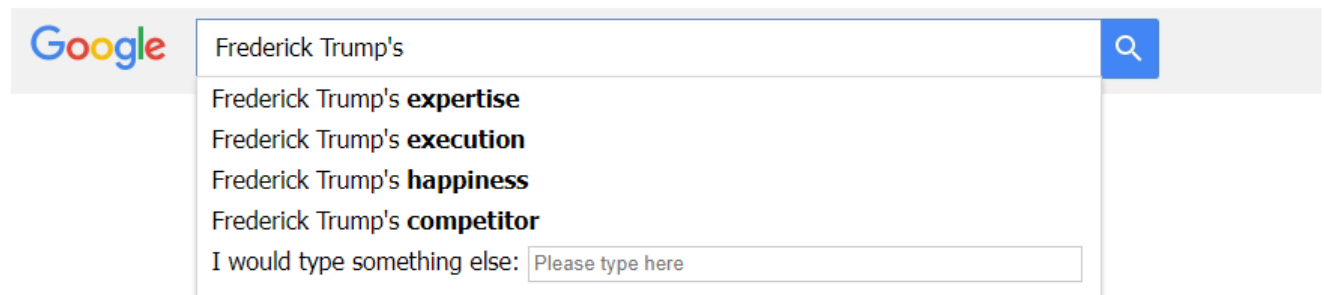 Google Frederick Trump's
Frederick Trump's expertise
Frederick Trump's execution
Frederick Trump's happiness
Frederick Trump's competitor
I would type something else: Please type here